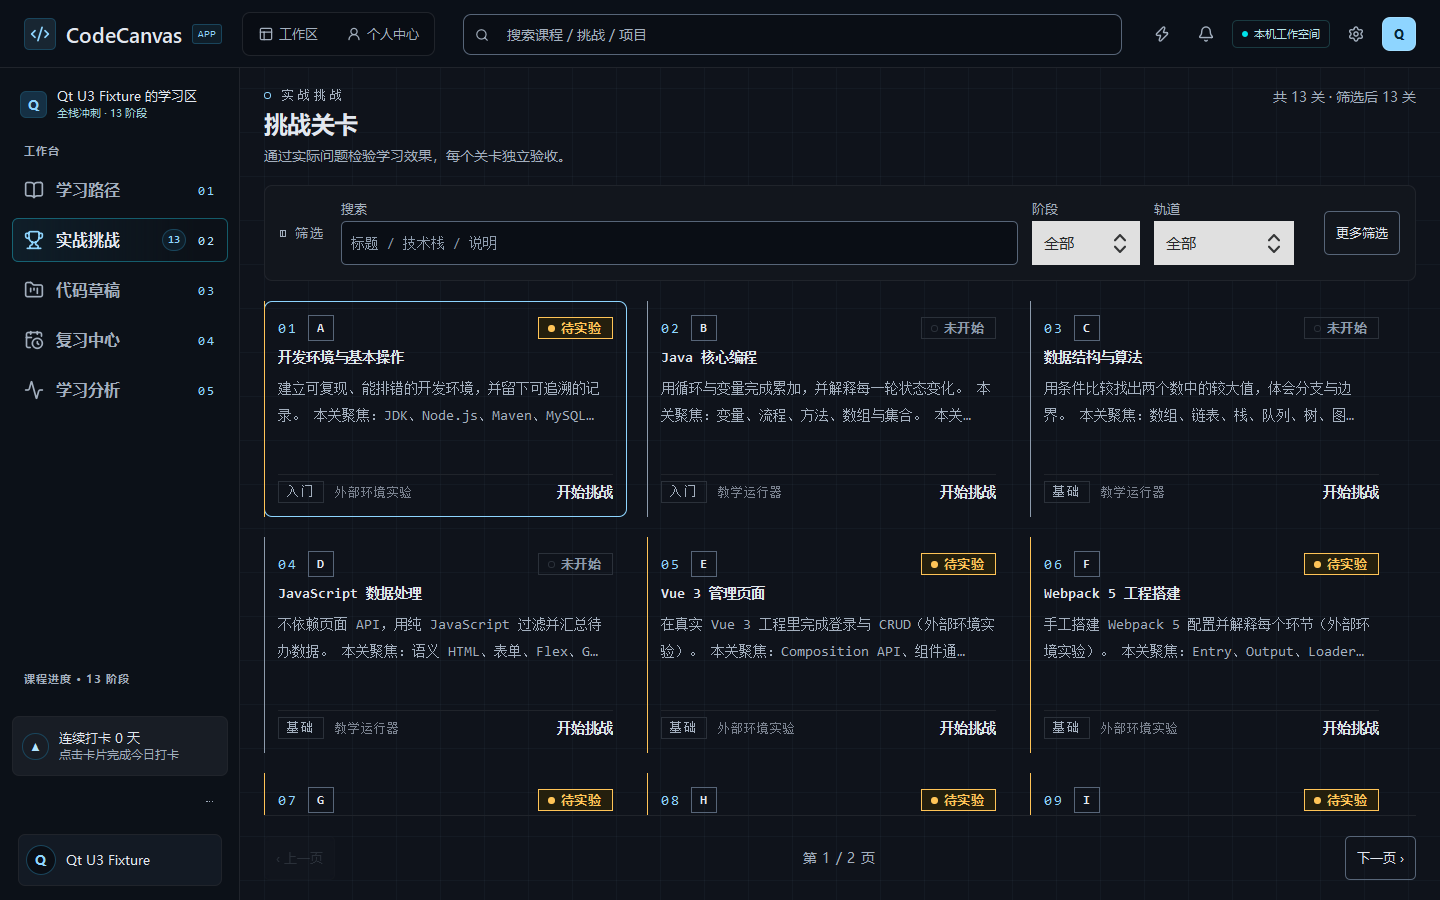 CodeCanvas APP
工作区
个人中心
搜索课程 / 挑战 / 项目
本机工作空间
Q
Q
Qt U3 Fixture 的学习区
全栈冲刺 · 13 阶段
工作台
学习路径 01
实战挑战 13 02
代码草稿 03
复习中心 04
学习分析 05
课程进度 • 13 阶段
连续打卡 0 天
点击卡片完成今日打卡
...
Q Qt U3 Fixture
实战挑战
挑战关卡
通过实际问题检验学习效果，每个关卡独立验收。
共 13 关 · 筛选后 13 关
筛选
搜索
标题 / 技术栈 / 说明
阶段
全部
轨道
全部
更多筛选
01 A 待实验
开发环境与基本操作
建立可复现、能排错的开发环境，并留下可追溯的记
录。 本关聚焦：JDK、Node.js、Maven、MySQL…
入门 外部环境实验 开始挑战
02 B 未开始
Java 核心编程
用循环与变量完成累加，并解释每一轮状态变化。 本
关聚焦：变量、流程、方法、数组与集合。 本关…
入门 教学运行器 开始挑战
03 C 未开始
数据结构与算法
用条件比较找出两个数中的较大值，体会分支与边
界。 本关聚焦：数组、链表、栈、队列、树、图…
基础 教学运行器 开始挑战
04 D 未开始
JavaScript 数据处理
不依赖页面 API，用纯 JavaScript 过滤并汇总待
办数据。 本关聚焦：语义 HTML、表单、Flex、G…
基础 教学运行器 开始挑战
05 E 待实验
Vue 3 管理页面
在真实 Vue 3 工程里完成登录与 CRUD（外部环境实
验）。 本关聚焦：Composition API、组件通…
基础 外部环境实验 开始挑战
06 F 待实验
Webpack 5 工程搭建
手工搭建 Webpack 5 配置并解释每个环节（外部环
境实验）。 本关聚焦：Entry、Output、Loader…
基础 外部环境实验 开始挑战
07 G 待实验
08 H 待实验
09 I 待实验
‹ 上一页
第 1 / 2 页
下一页 ›